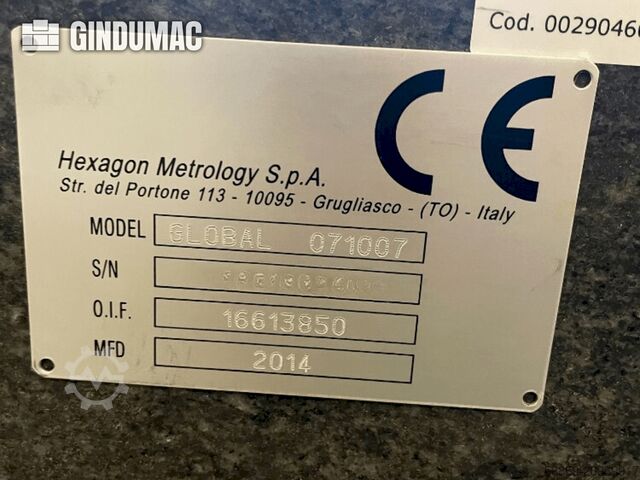 GINDUMAC
Cod. 0029046
CE
Hexagon Metrology S.p.A.
Str. del Portone 113 - 10095 - Grugliasco - (TO) - Italy
MODEL GLOBAL 071007
S/N
O.I.F. 16613850
MFD 2014